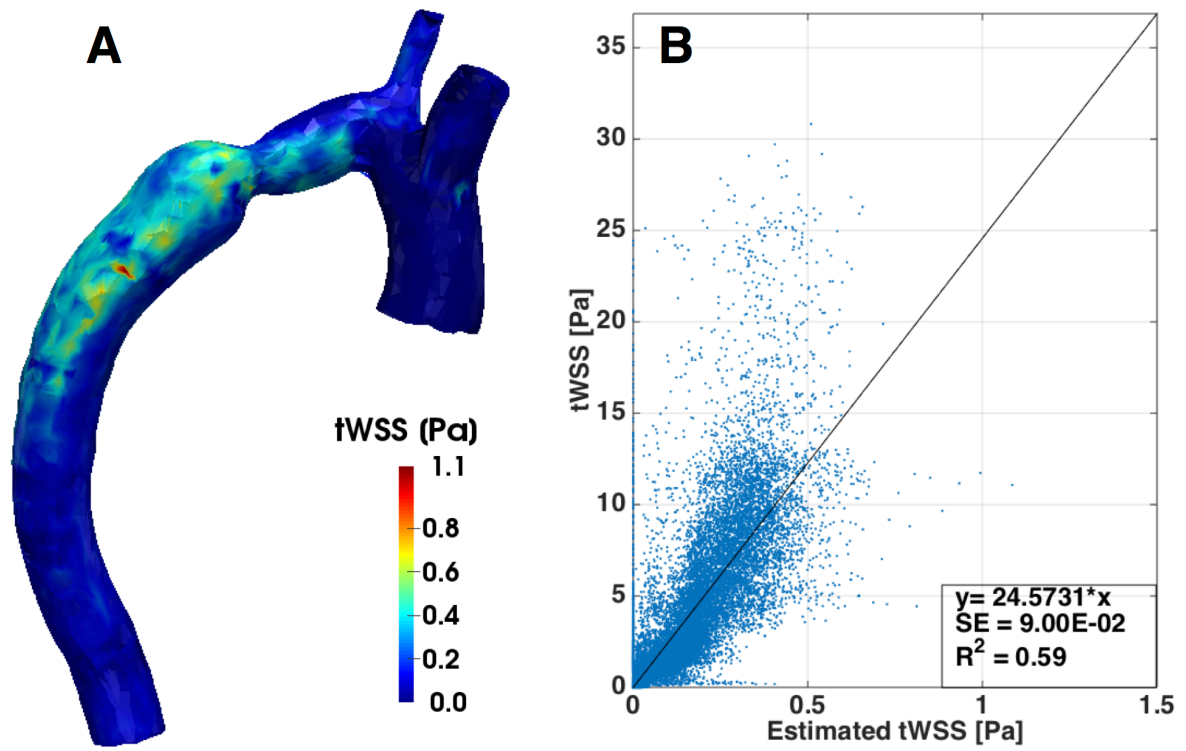 A
tWSS (Pa)
1.1
0.8
0.6
0.4
0.2
0.0
B
tWSS [Pa]
35
30
25
20
15
10
5
0
0
0.5
1
1.5
Estimated tWSS [Pa]
y= 24.5731*x
SE = 9.00E-02
R² = 0.59